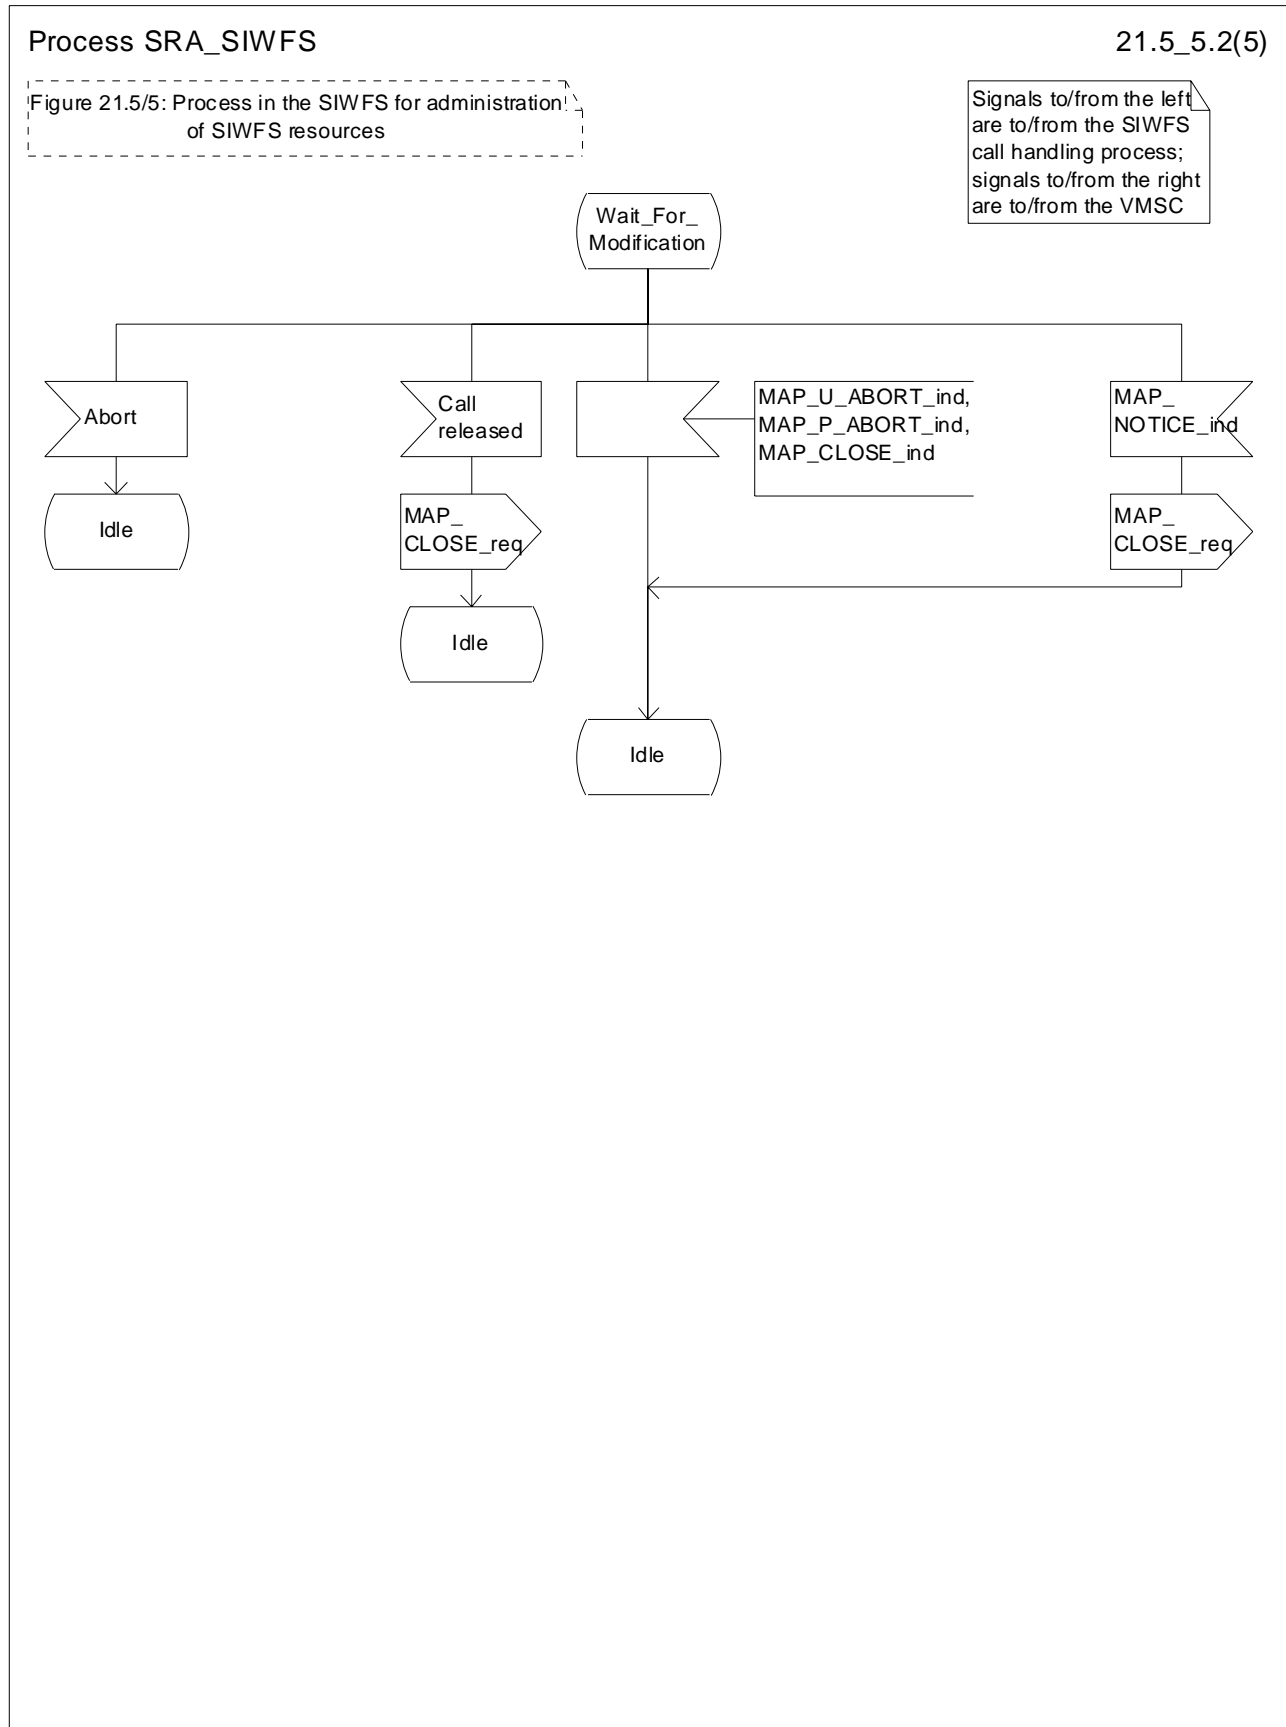 Process SRA_SIWFS
21.5_5.2(5)
Figure 21.5/5: Process in the SIWFS for administration
of SIWFS resources
Signals to/from the left
are to/from the SIWFS
call handling process;
signals to/from the right
are to/from the VMSC
Wait_For_
Modification
Abort
Call
released
MAP_U_ABORT_ind,
MAP_P_ABORT_ind,
MAP_CLOSE_ind
MAP_
NOTICE_ind
Idle
MAP_
CLOSE_req
MAP_
CLOSE_req
Idle
Idle